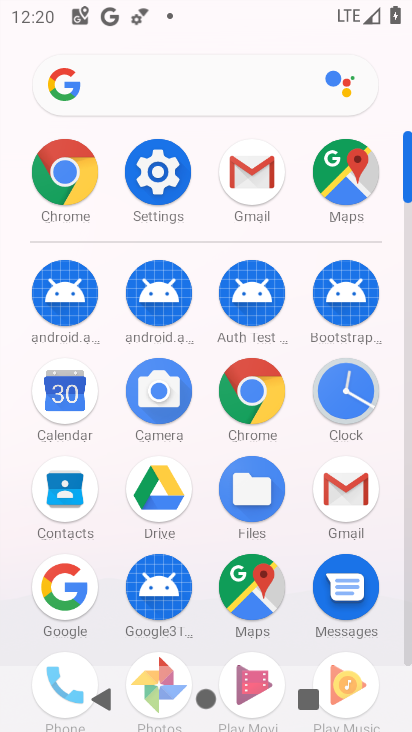 12:20
LTE
Chrome
Settings
Gmail
Maps
android.a...
android.a...
Auth Test ...
Bootstrap...
30
Calendar
Camera
Chrome
Clock
Contacts
Drive
Files
Gmail
Google
Google31...
Maps
Messages
Phone
Photos
Play Movi...
Play Music